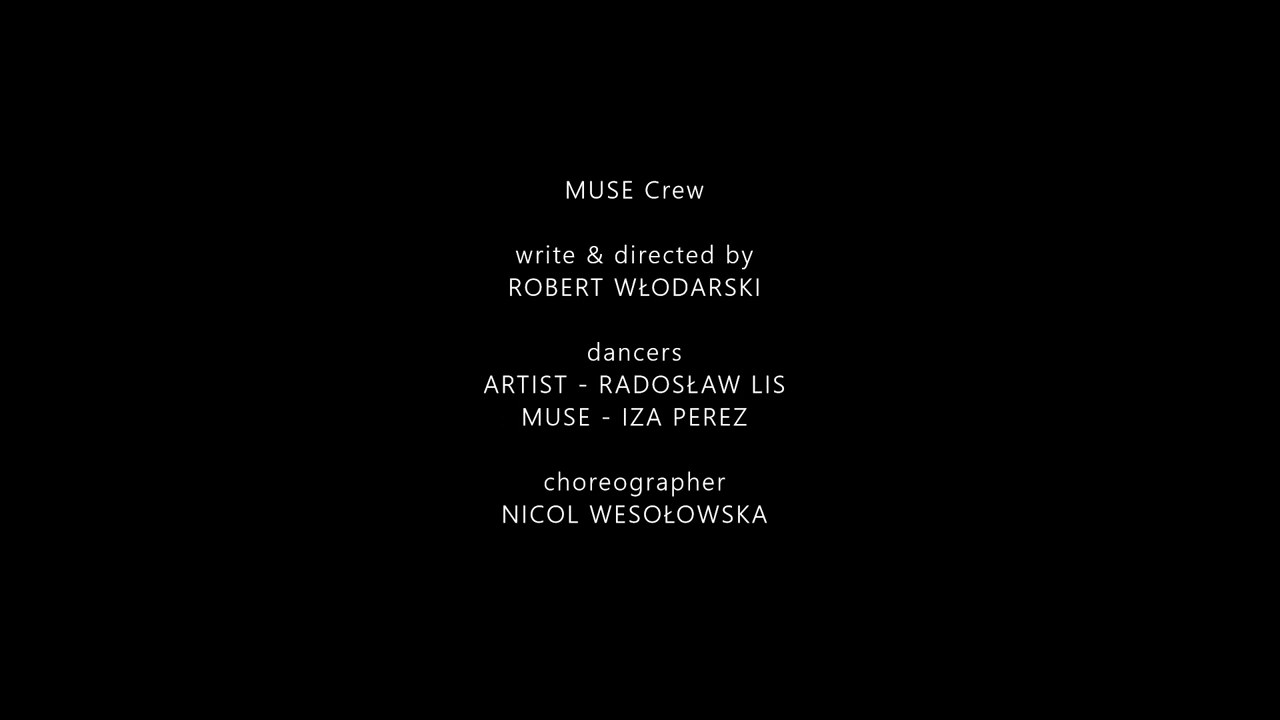 MUSE Crew
write & directed by
ROBERT WŁODARSKI
dancers
ARTIST - RADOSŁAW LIS
MUSE - IZA PEREZ
choreographer
NICOL WESOŁOWSKA